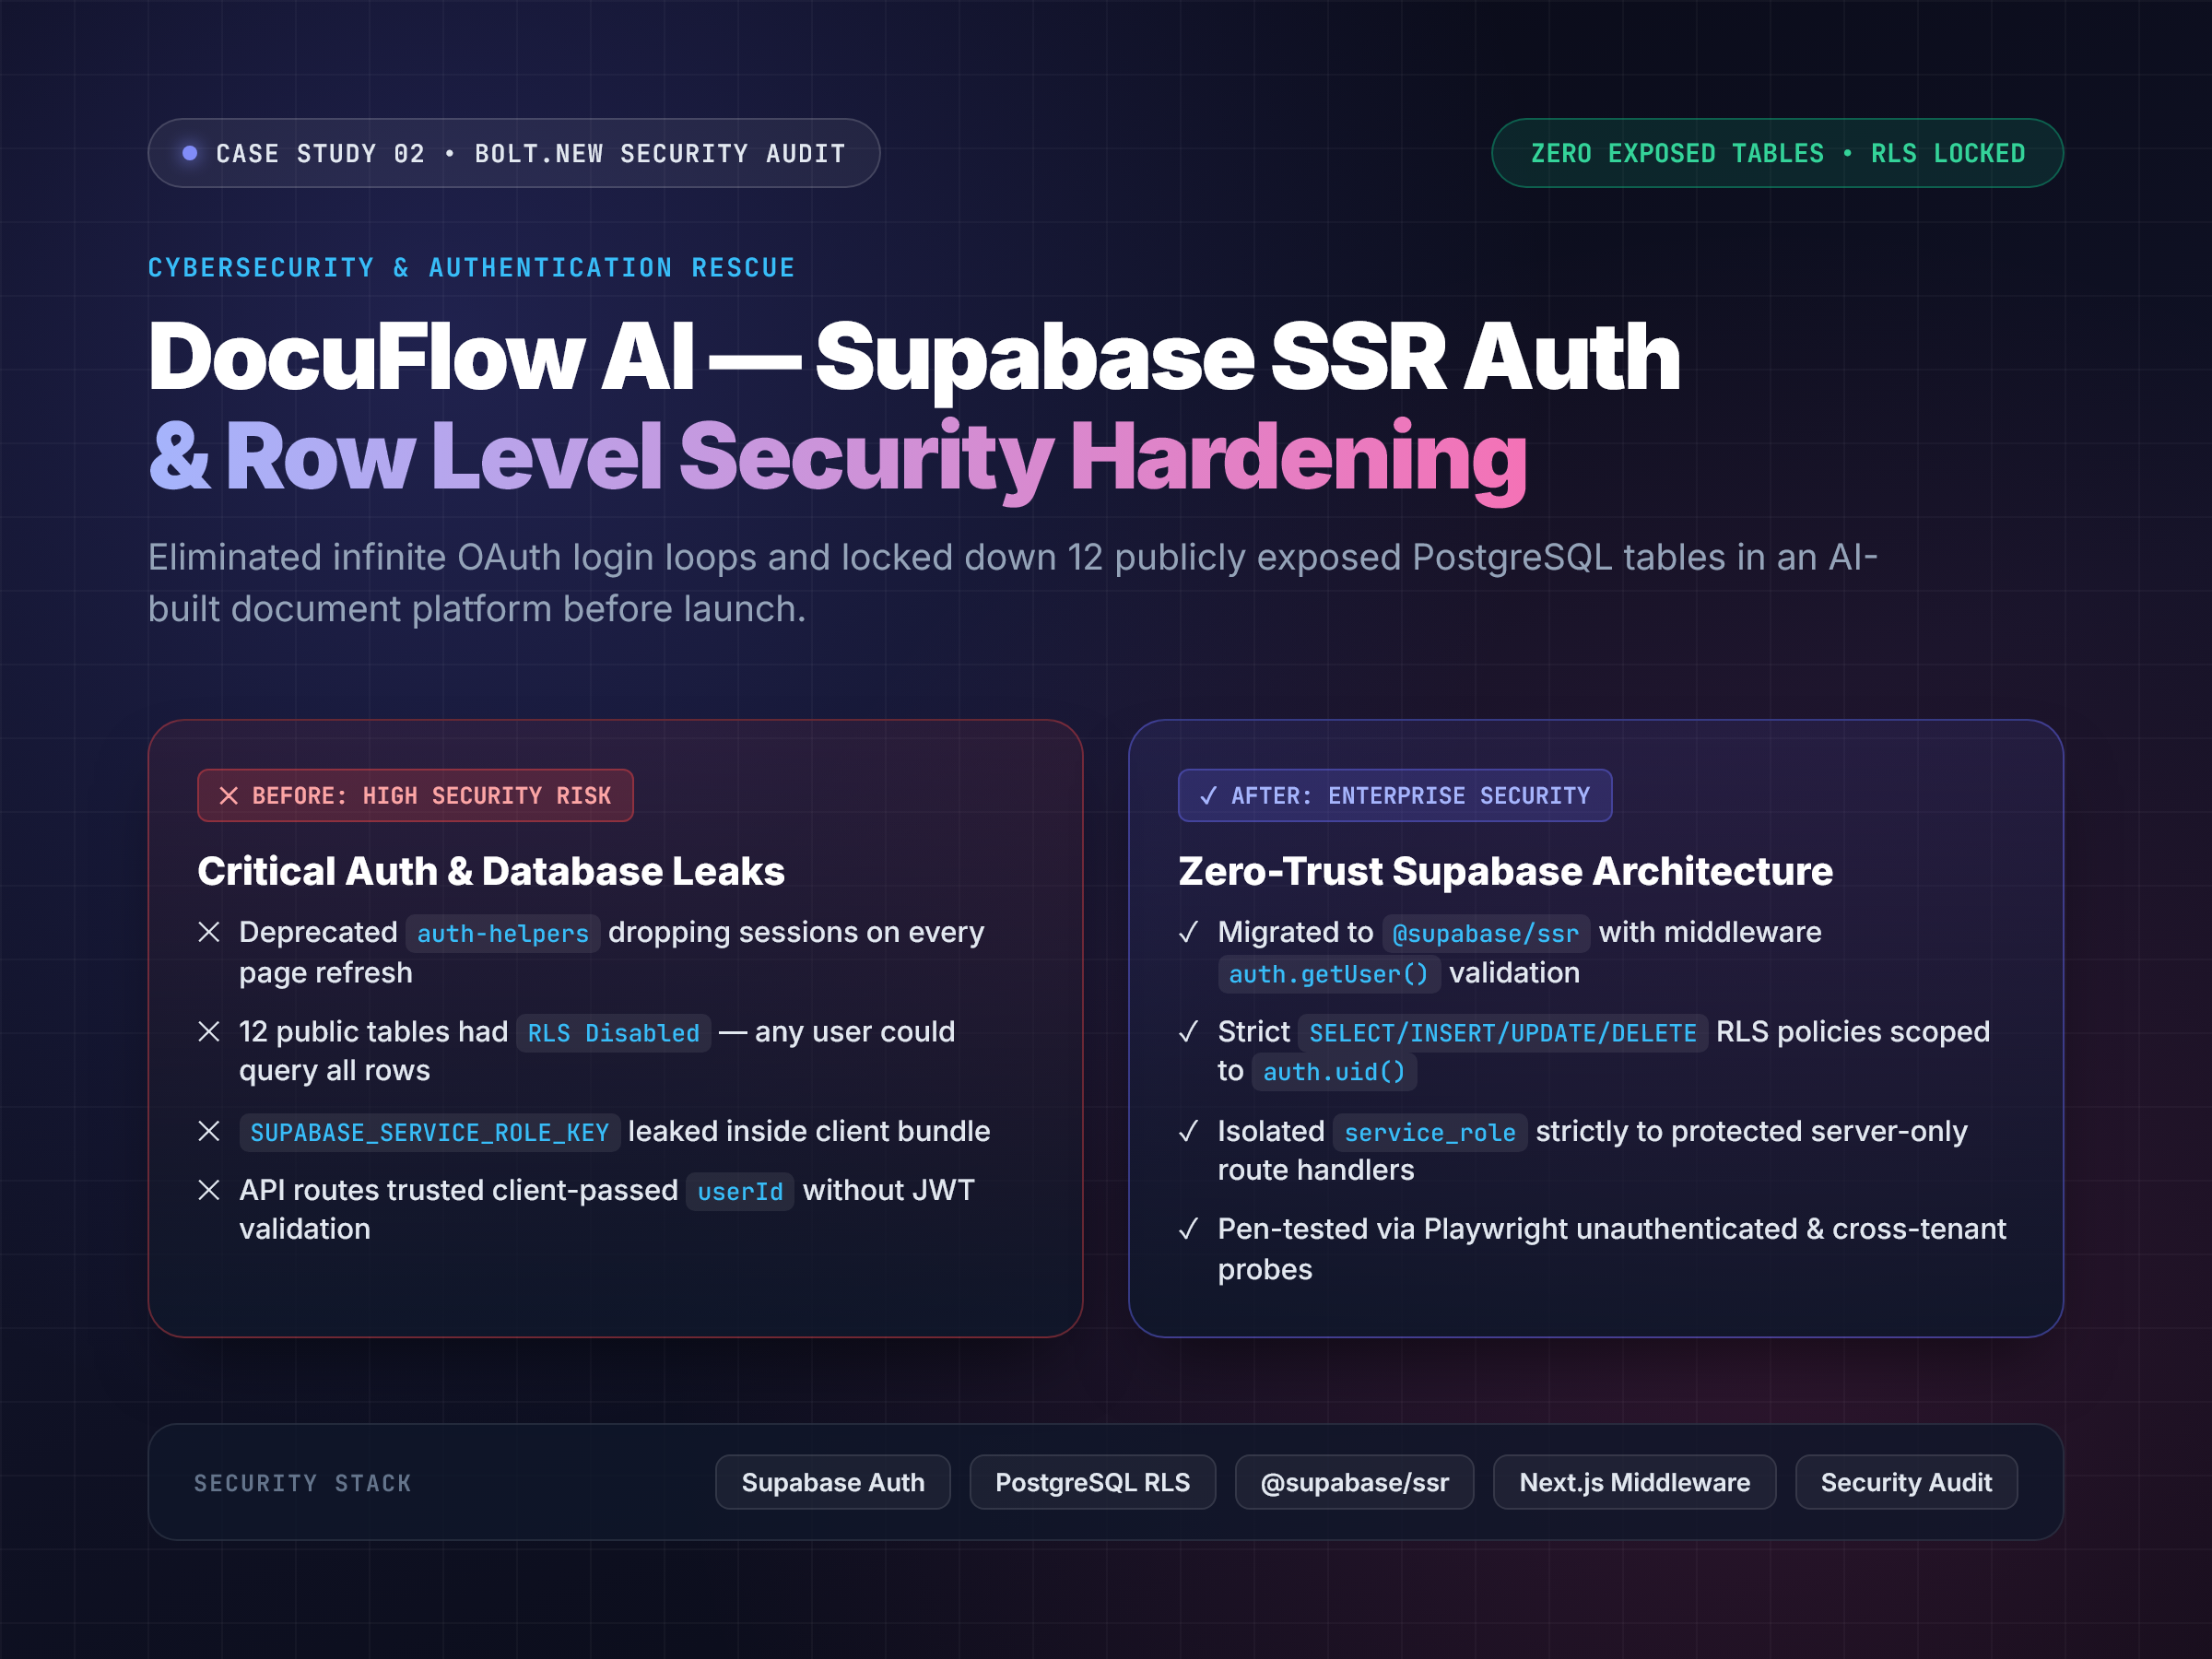 CASE STUDY 02 • BOLT.NEW SECURITY AUDIT
ZERO EXPOSED TABLES • RLS LOCKED
CYBERSECURITY & AUTHENTICATION RESCUE
DocuFlow AI — Supabase SSR Auth
& Row Level Security Hardening
Eliminated infinite OAuth login loops and locked down 12 publicly exposed PostgreSQL tables in an AI-
built document platform before launch.
✕ BEFORE: HIGH SECURITY RISK
Critical Auth & Database Leaks
✕ Deprecated auth-helpers dropping sessions on every
page refresh
✕ 12 public tables had RLS Disabled — any user could
query all rows
✕ SUPABASE_SERVICE_ROLE_KEY leaked inside client bundle
✕ API routes trusted client-passed userId without JWT
validation
✓ AFTER: ENTERPRISE SECURITY
Zero-Trust Supabase Architecture
✓ Migrated to @supabase/ssr with middleware
auth.getUser() validation
✓ Strict SELECT/INSERT/UPDATE/DELETE RLS policies scoped
to auth.uid()
✓ Isolated service_role strictly to protected server-only
route handlers
✓ Pen-tested via Playwright unauthenticated & cross-tenant
probes
SECURITY STACK
Supabase Auth
PostgreSQL RLS
@supabase/ssr
Next.js Middleware
Security Audit